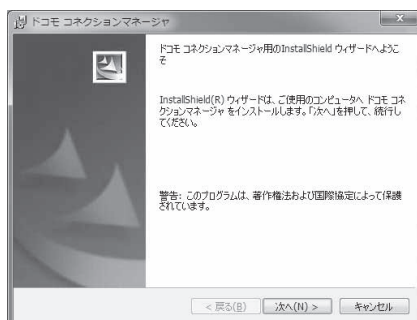 ドコモ コネクションマネージャ
ドコモ コネクションマネージャ用のInstallShield ウィザードへようこ
そ
InstallShield(R) ウィザードは、ご使用のコンピュータへ ドコモ コネ
クションマネージャ をインストールします。「次へ」を押して、続行し
てください。
警告: このプログラムは、著作権法および国際協定によって保護
されています。
< 戻る(B)
次へ(N) >
キャンセル